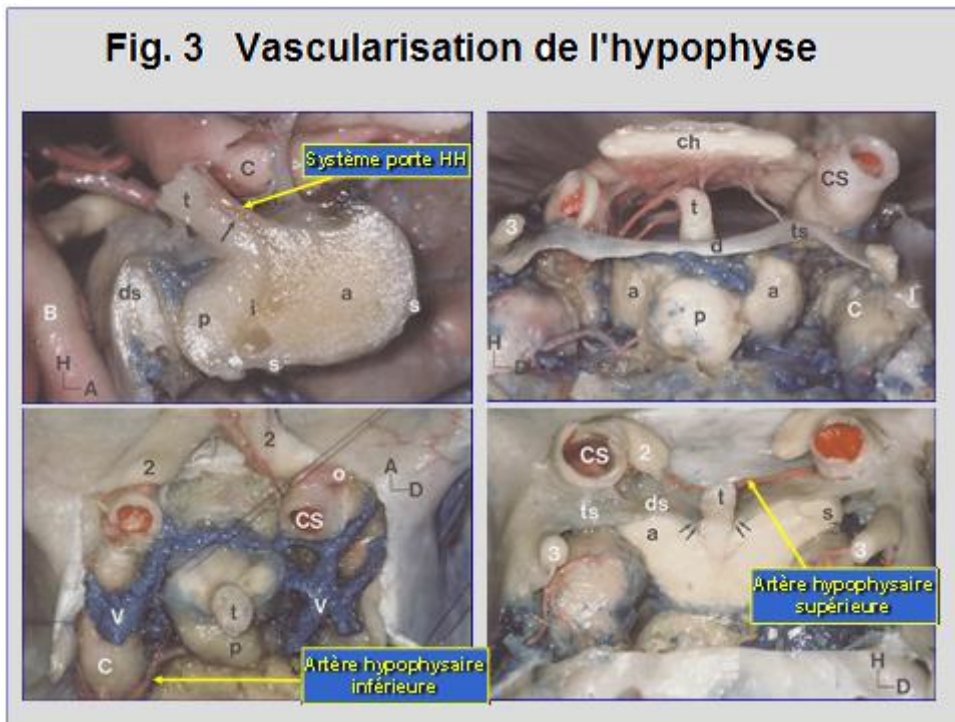 Fig. 3 Vascularisation de l'hypophyse
Système porte HH
C
t
ds
i
a
p
s
s
B
H
A
ch
CS
t
3
ts
d
a
a
p
C
H
D
2
2
o
A
D
CS
V
V
t
p
C
Artère hypophysaire
inférieure
CS
2
t
ts
ds
a
s
3
3
Artère hypophysaire
supérieure
H
D